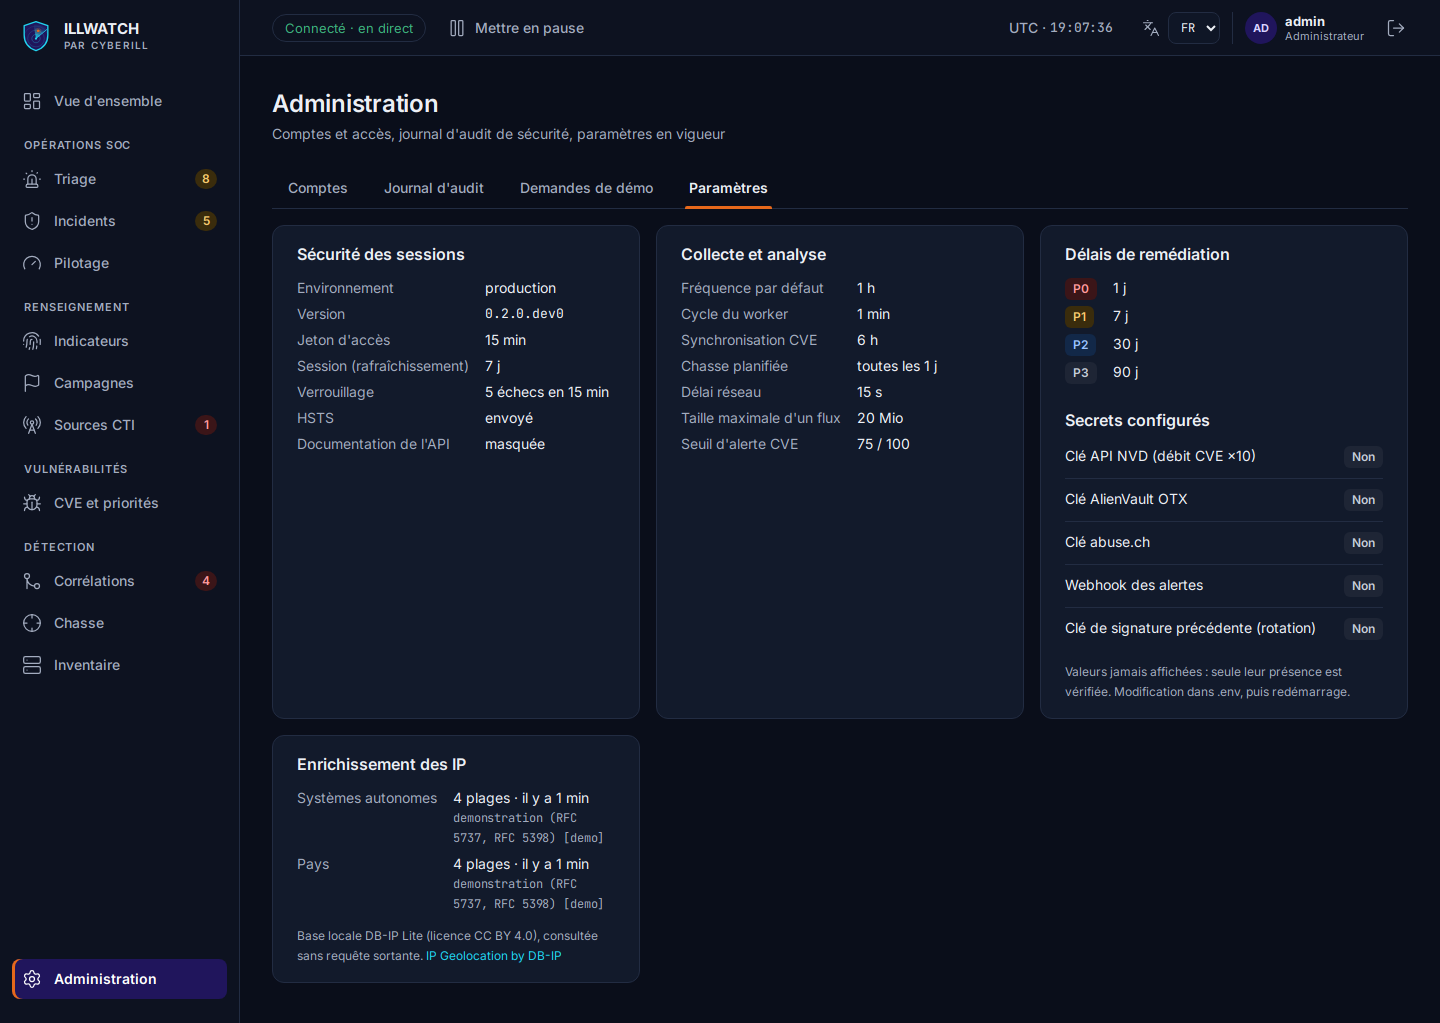 ILLWATCH
PAR CYBERILL
Vue d'ensemble
OPÉRATIONS SOC
Triage 8
Incidents 5
Pilotage
RENSEIGNEMENT
Indicateurs
Campagnes
Sources CTI 1
VULNÉRABILITÉS
CVE et priorités
DÉTECTION
Corrélations 4
Chasse
Inventaire
Administration
Connecté · en direct
Mettre en pause
UTC · 19:07:36
FR
AD
admin
Administrateur
Administration
Comptes et accès, journal d'audit de sécurité, paramètres en vigueur
Comptes
Journal d'audit
Demandes de démo
Paramètres
Sécurité des sessions
Environnement production
Version 0.2.0.dev0
Jeton d'accès 15 min
Session (rafraîchissement) 7 j
Verrouillage 5 échecs en 15 min
HSTS envoyé
Documentation de l'API masquée
Collecte et analyse
Fréquence par défaut 1 h
Cycle du worker 1 min
Synchronisation CVE 6 h
Chasse planifiée toutes les 1 j
Délai réseau 15 s
Taille maximale d'un flux 20 Mio
Seuil d'alerte CVE 75 / 100
Délais de remédiation
P0 1 j
P1 7 j
P2 30 j
P3 90 j
Secrets configurés
Clé API NVD (débit CVE ×10) Non
Clé AlienVault OTX Non
Clé abuse.ch Non
Webhook des alertes Non
Clé de signature précédente (rotation) Non
Valeurs jamais affichées : seule leur présence est
vérifiée. Modification dans .env, puis redémarrage.
Enrichissement des IP
Systèmes autonomes 4 plages · il y a 1 min
demonstration (RFC
5737, RFC 5398) [demo]
Pays 4 plages · il y a 1 min
demonstration (RFC
5737, RFC 5398) [demo]
Base locale DB-IP Lite (licence CC BY 4.0), consultée
sans requête sortante. IP Geolocation by DB-IP